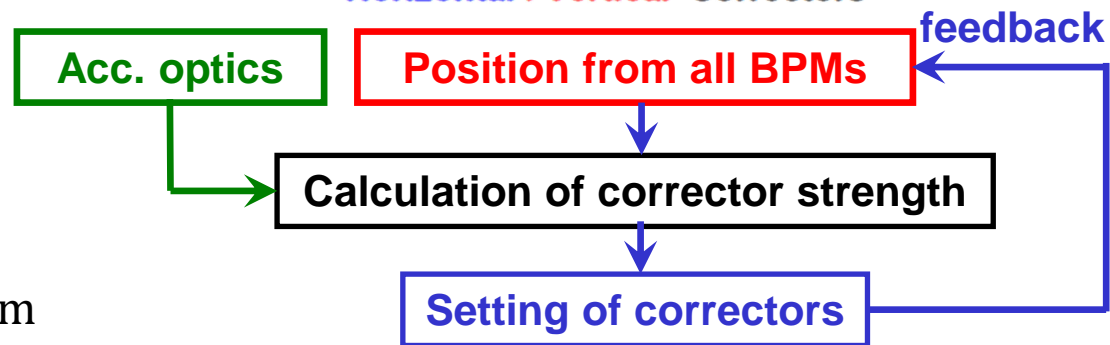 feedback
Acc. optics
Position from all BPMs
Calculation of corrector strength
Setting of correctors
m